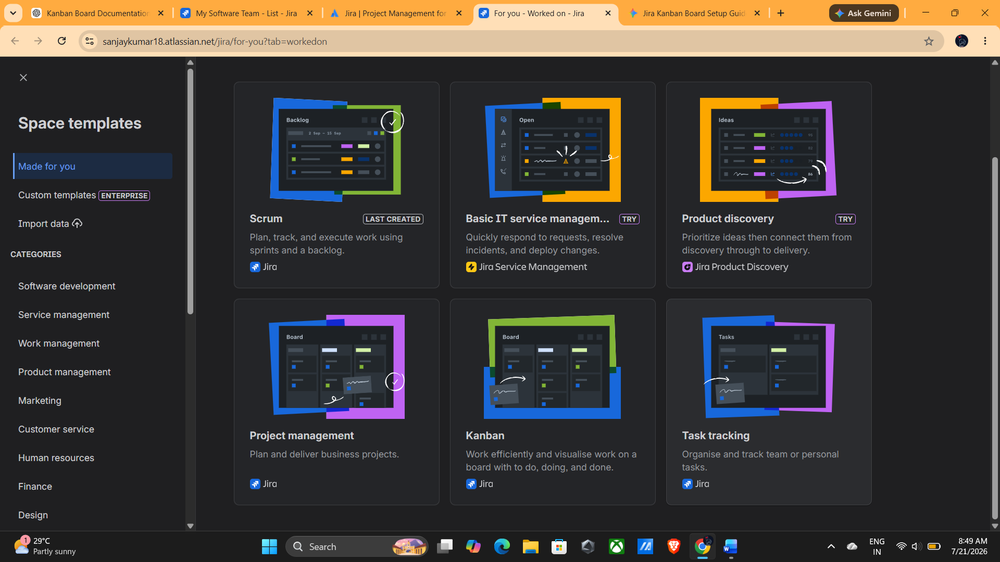 Kanban Board Documentation
My Software Team - List - Jira
Jira | Project Management for
For you - Worked on - Jira
Jira Kanban Board Setup Guid
Ask Gemini
sanjaykumar18.atlassian.net/jira/for-you?tab=workedon
Space templates
Made for you
Custom templates ENTERPRISE
Import data
CATEGORIES
Software development
Service management
Work management
Product management
Marketing
Customer service
Human resources
Finance
Design
Backlog
2 Sep – 15 Sep
Scrum
LAST CREATED
Plan, track, and execute work using
sprints and a backlog.
Jira
Open
Basic IT service managem...
TRY
Quickly respond to requests, resolve
incidents, and deploy changes.
Jira Service Management
Ideas
95
82
79
86
Product discovery
TRY
Prioritize ideas then connect them from
discovery through to delivery.
Jira Product Discovery
Board
Project management
Plan and deliver business projects.
Jira
Board
Kanban
Work efficiently and visualise work on a
board with to do, doing, and done.
Jira
Tasks
Task tracking
Organise and track team or personal
tasks.
Jira
1
29°C
Partly sunny
Search
W
ENG
IN
8:49 AM
7/21/2026